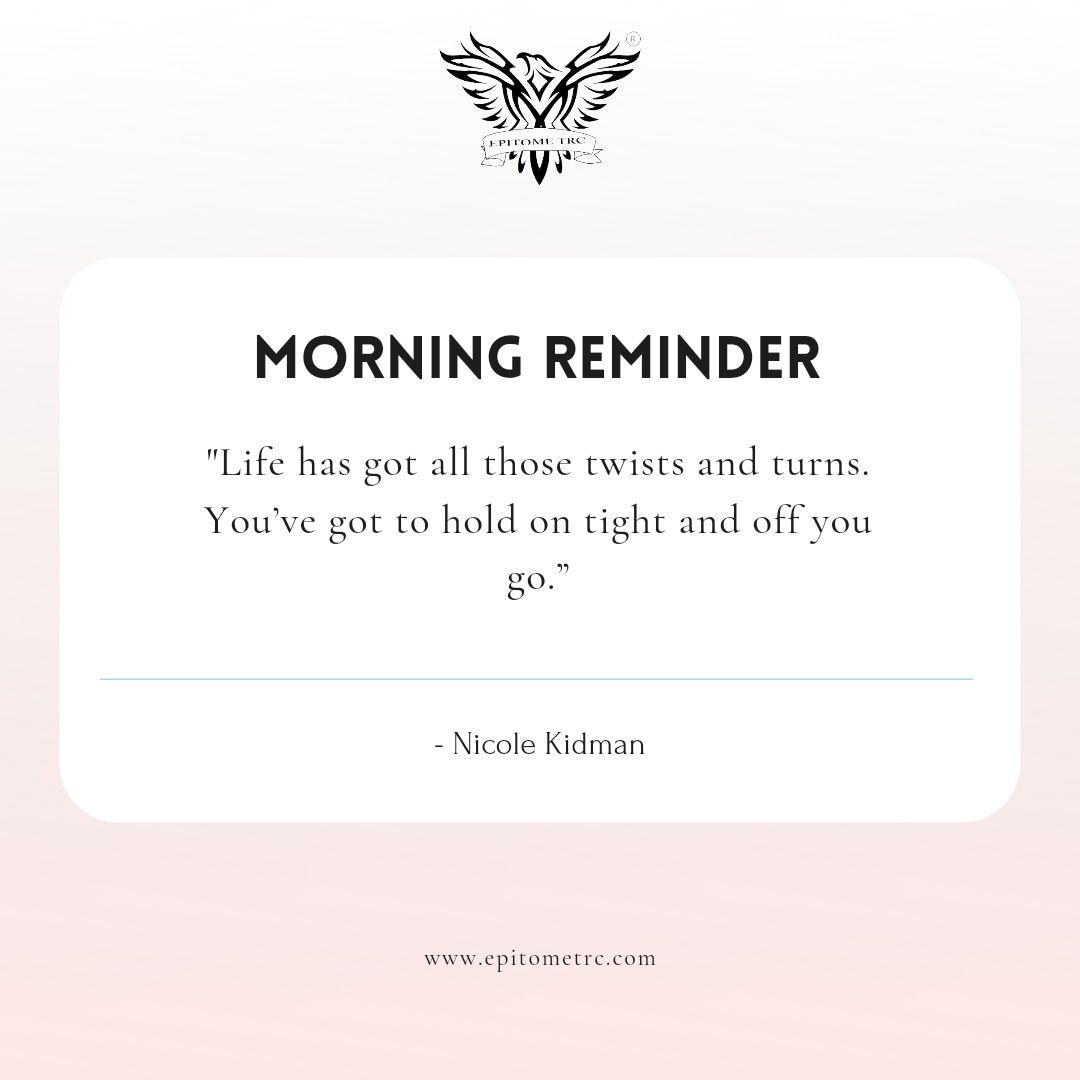 ®
EPITOME TRC
MORNING REMINDER
"Life has got all those twists and turns.
You’ve got to hold on tight and off you
go.”
- Nicole Kidman
www.epitometrc.com